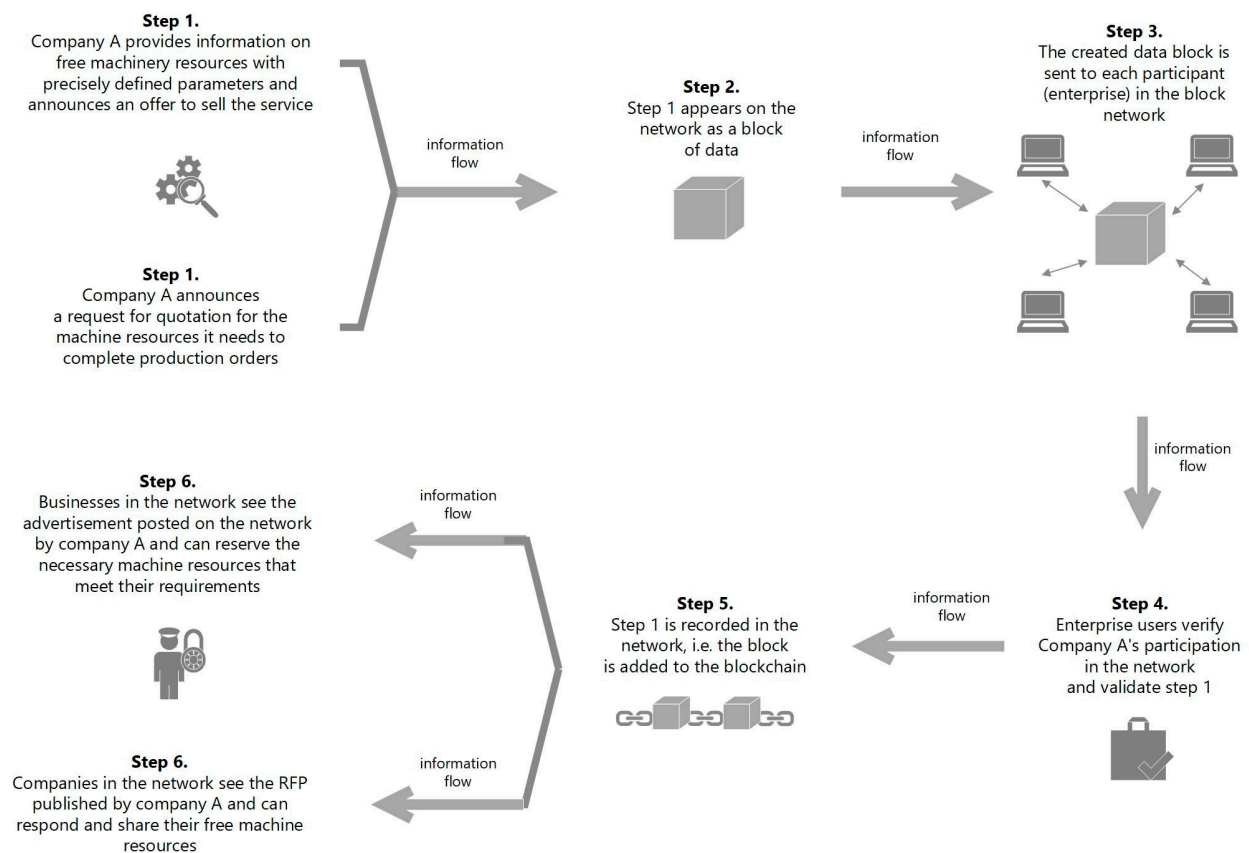 Step 1.
Company A provides information on
free machinery resources with
precisely defined parameters and
announces an offer to sell the service
Step 1.
Company A announces
a request for quotation for the
machine resources it needs to
complete production orders
information
flow
Step 2.
Step 1 appears on the
network as a block
of data
information
flow
Step 3.
The created data block is
sent to each participant
(enterprise) in the block
network
information
flow
Step 4.
Enterprise users verify
Company A's participation
in the network
and validate step 1
information
flow
Step 5.
Step 1 is recorded in the
network, i.e. the block
is added to the blockchain
information
flow
Step 6.
Businesses in the network see the
advertisement posted on the network
by company A and can reserve the
necessary machine resources that
meet their requirements
information
flow
Step 6.
Companies in the network see the RFP
published by company A and can
respond and share their free machine
resources